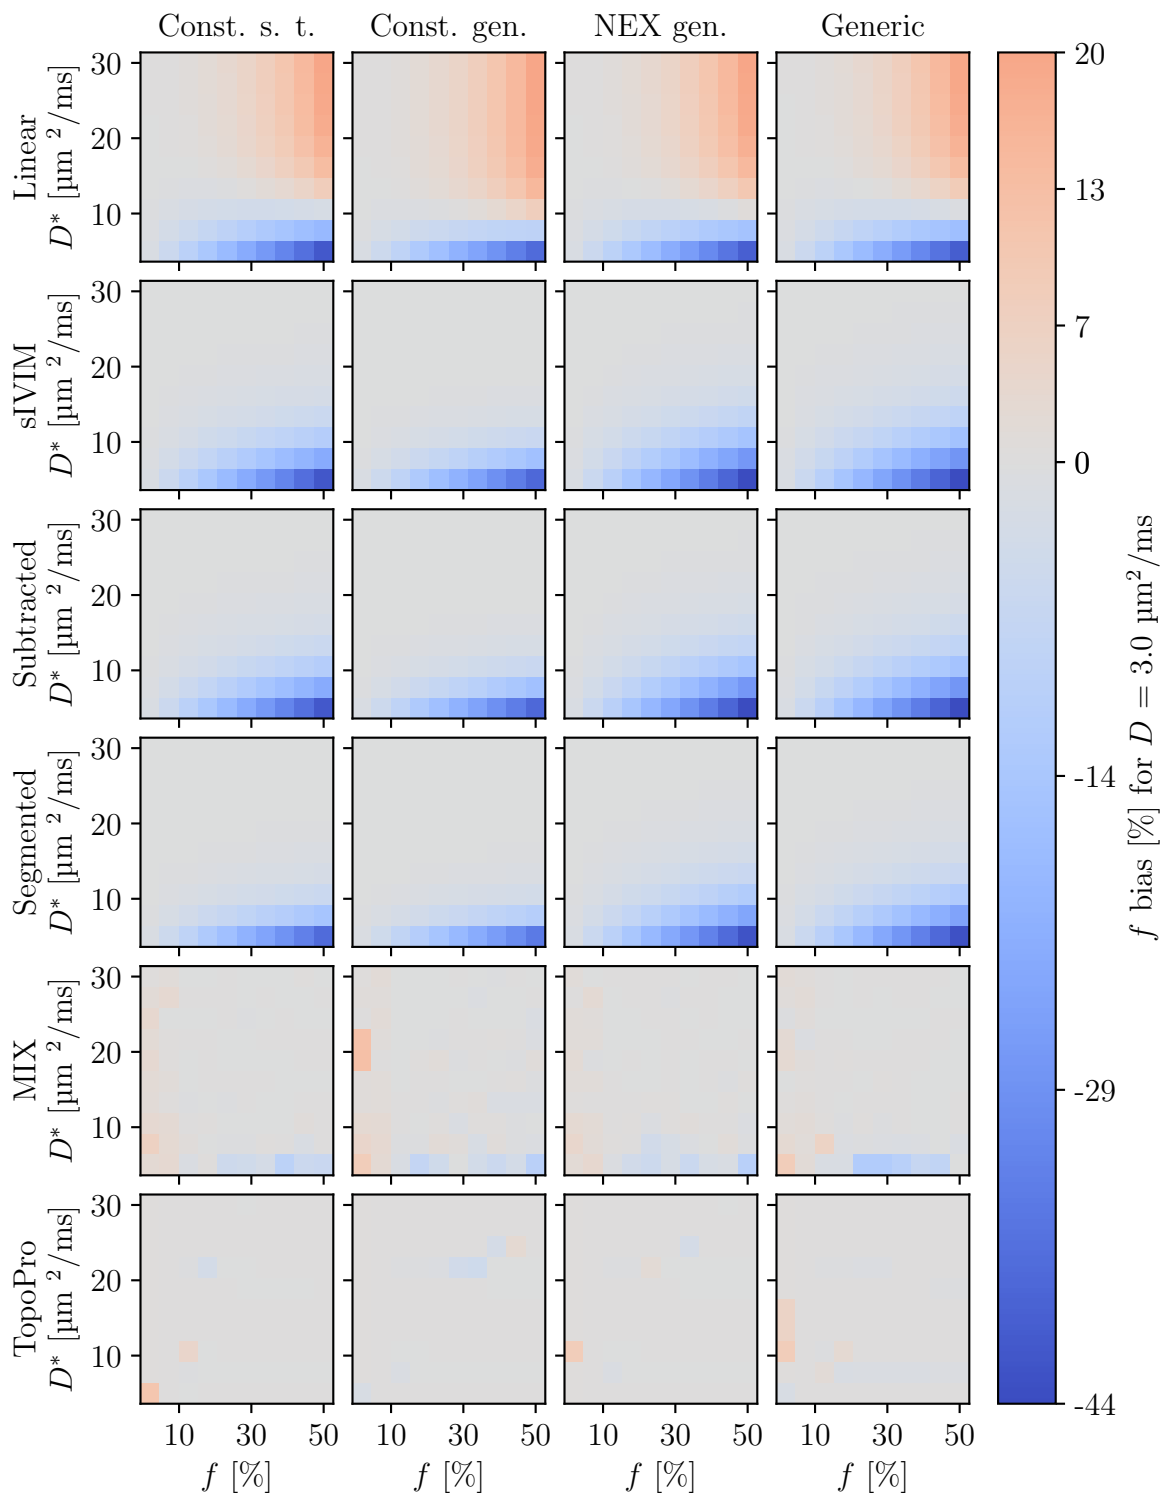 Const. s. t. Const. gen. NEX gen. Generic
Linear
D* [µm ²/ms]
30
20
10
sIVIM
D* [µm ²/ms]
30
20
10
Subtracted
D* [µm ²/ms]
30
20
10
Segmented
D* [µm ²/ms]
30
20
10
MIX
D* [µm ²/ms]
30
20
10
TopoPro
D* [µm ²/ms]
30
20
10
10 30 50 10 30 50 10 30 50 10 30 50
f [%] f [%] f [%] f [%]
20
13
7
0
-14
-29
-44
f bias [%] for D = 3.0 µm²/ms